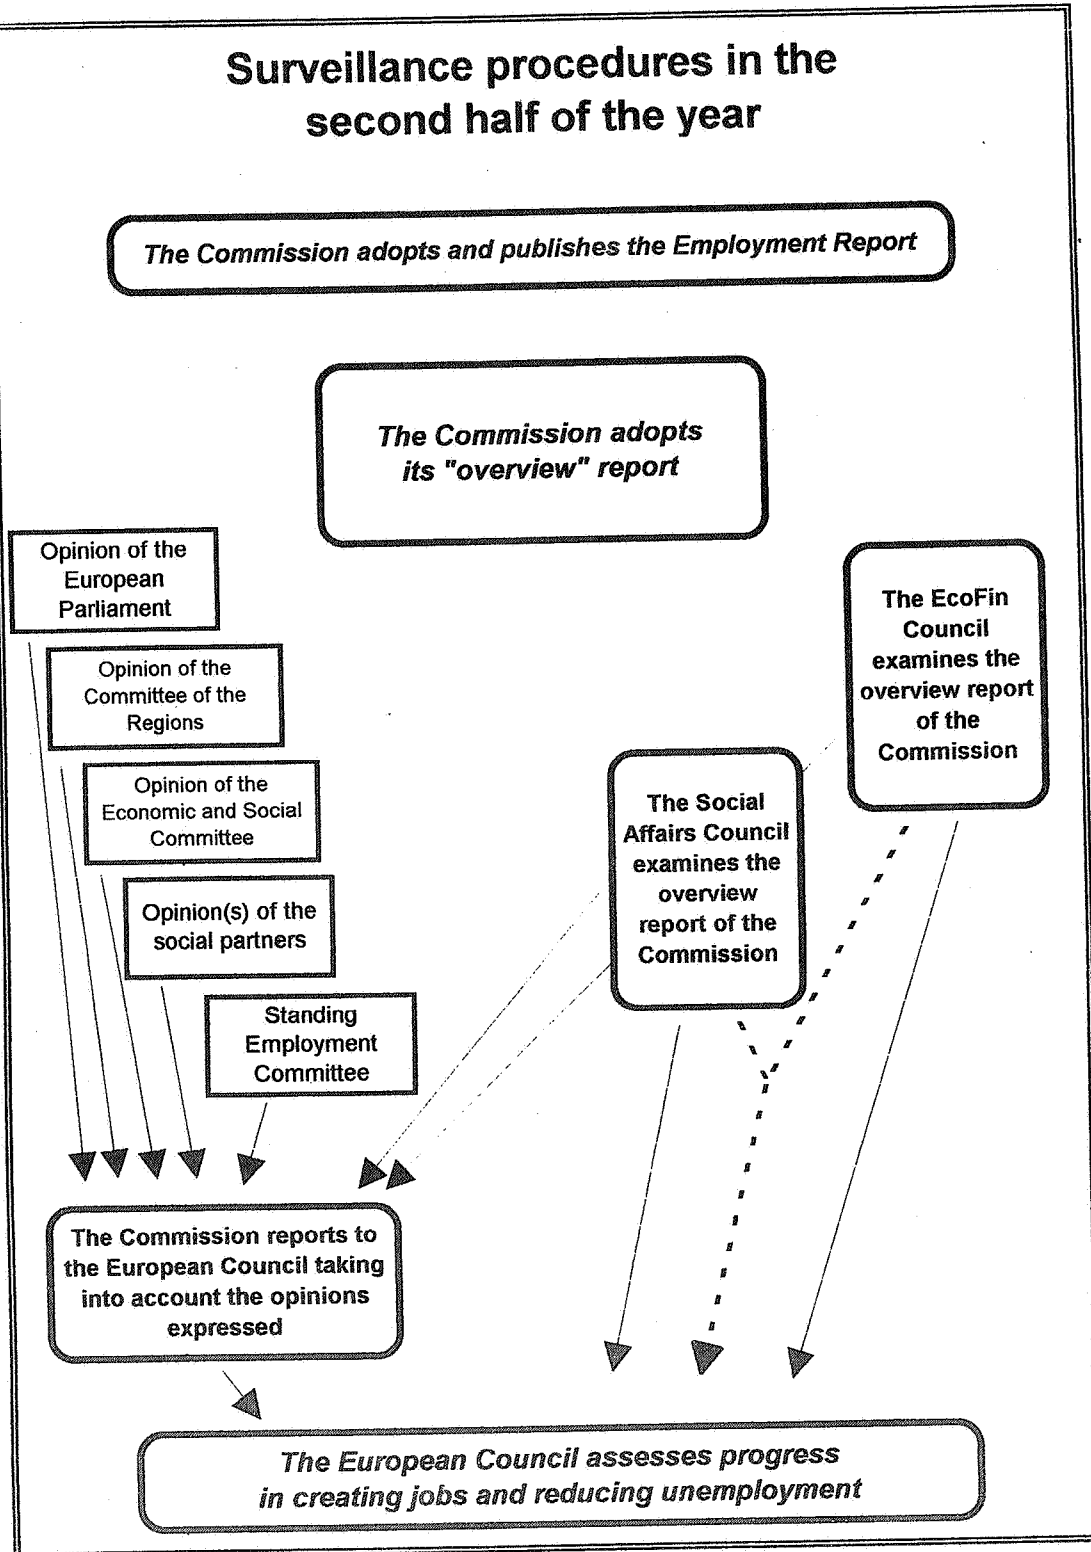 Surveillance procedures in the
second half of the year
The Commission adopts and publishes the Employment Report
The Commission adopts
its "overview" report
Opinion of the
European
Parliament
Opinion of the
Committee of the
Regions
Opinion of the
Economic and Social
Committee
Opinion(s) of the
social partners
Standing
Employment
Committee
The EcoFin
Council
examines the
overview report
of the
Commission
The Social
Affairs Council
examines the
overview
report of the
Commission
The Commission reports to
the European Council taking
into account the opinions
expressed
The European Council assesses progress
in creating jobs and reducing unemployment